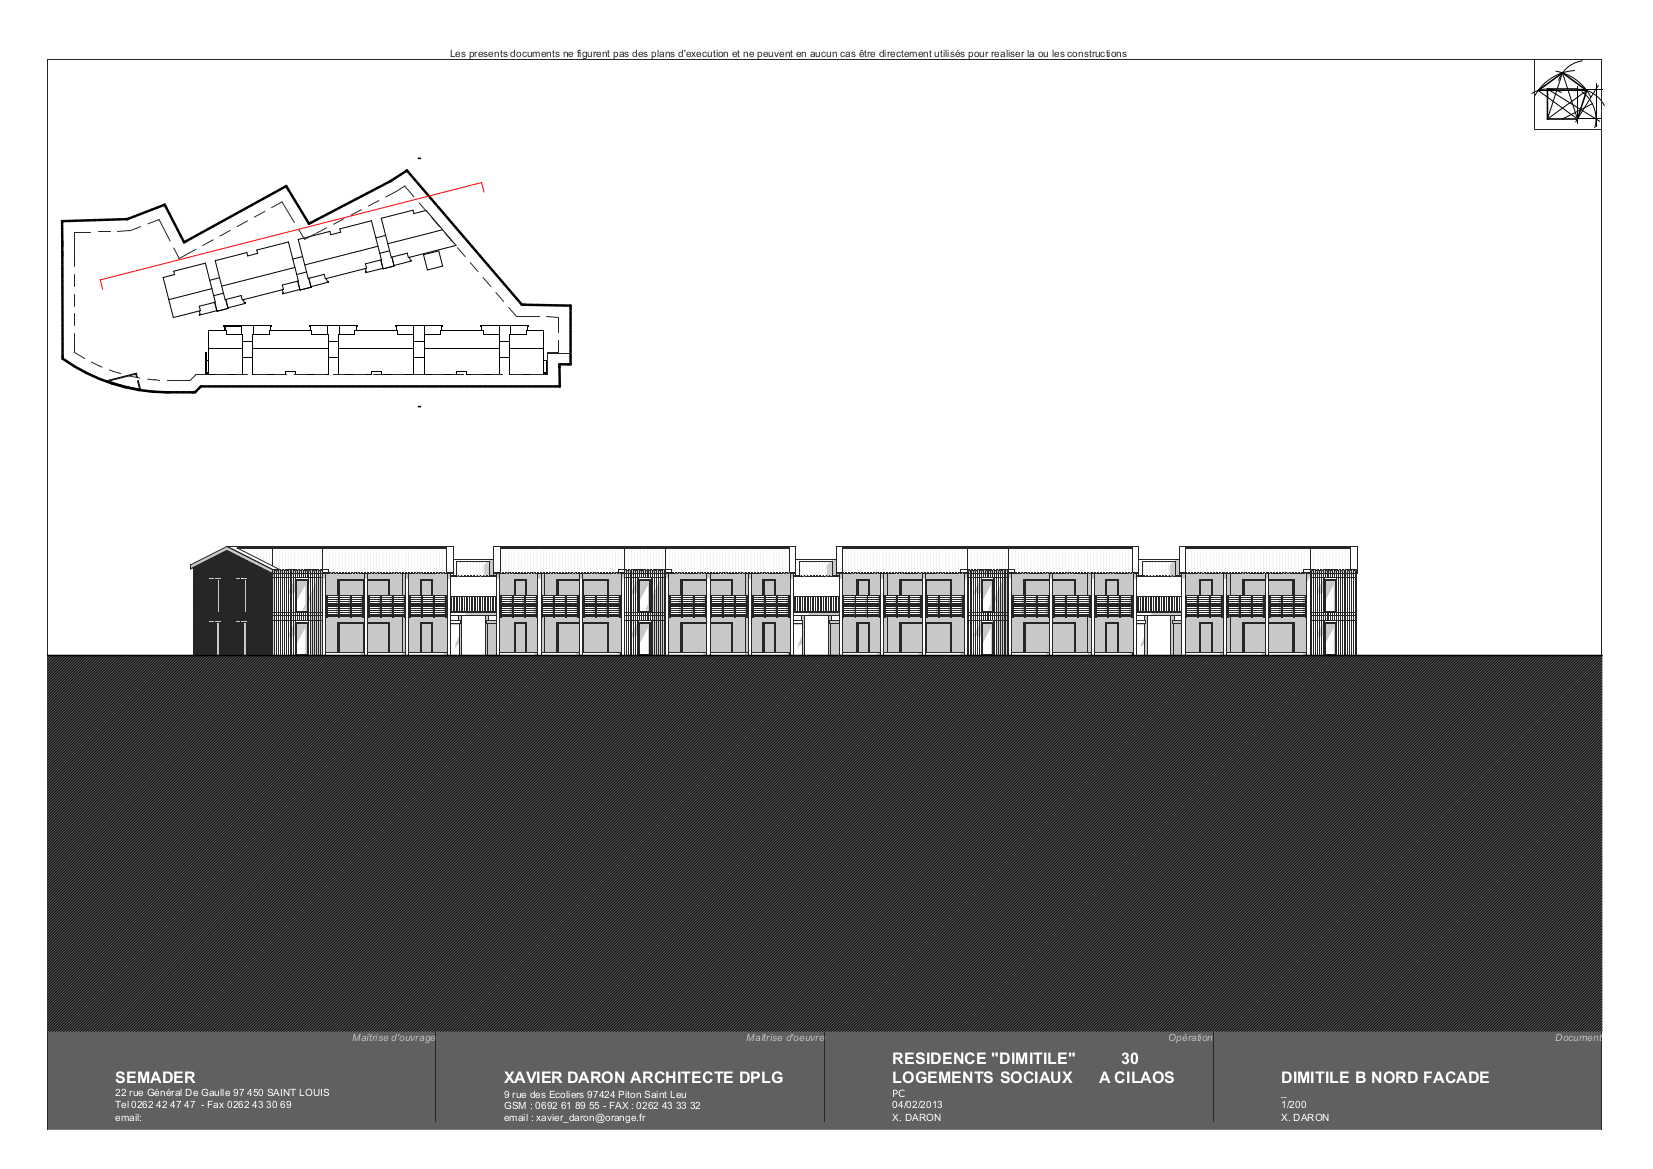 Les presents documents ne figurent pas des plans d'execution et ne peuvent en aucun cas être directement utilisés pour realiser la ou les constructions
Maîtrise d'ouvrage
SEMADER
22 rue Général De Gaulle 97 450 SAINT LOUIS
Tel 0262 42 47 47 - Fax 0262 43 30 69
email:
Maîtrise d'oeuvre
XAVIER DARON ARCHITECTE DPLG
9 rue des Ecoliers 97424 Piton Saint Leu
GSM : 0692 61 89 55 - FAX : 0262 43 33 32
email : xavier_daron@orange.fr
Opération
RESIDENCE "DIMITILE" 30
LOGEMENTS SOCIAUX A CILAOS
PC
04/02/2013
X. DARON
Document
DIMITILE B NORD FACADE
_
1/200
X. DARON